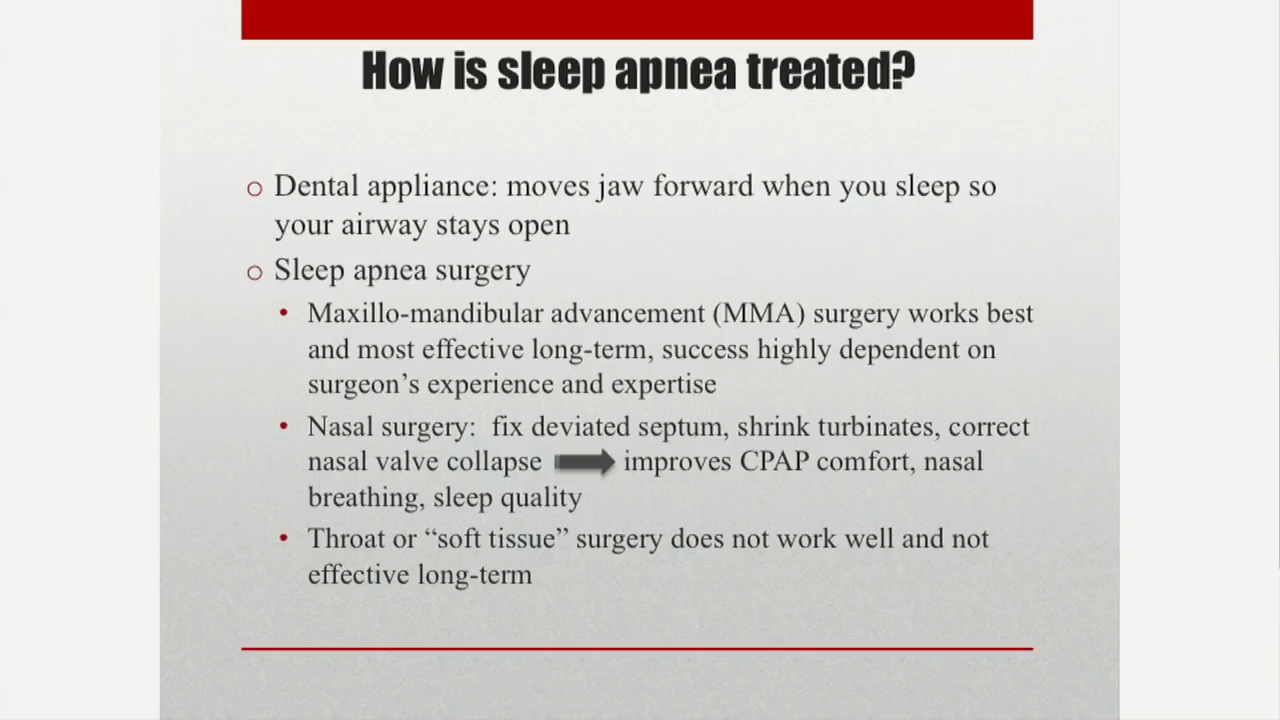 How is sleep apnea treated?
o Dental appliance: moves jaw forward when you sleep so
your airway stays open
o Sleep apnea surgery
• Maxillo-mandibular advancement (MMA) surgery works best
and most effective long-term, success highly dependent on
surgeon’s experience and expertise
• Nasal surgery:  fix deviated septum, shrink turbinates, correct
nasal valve collapse improves CPAP comfort, nasal
breathing, sleep quality
• Throat or “soft tissue” surgery does not work well and not
effective long-term